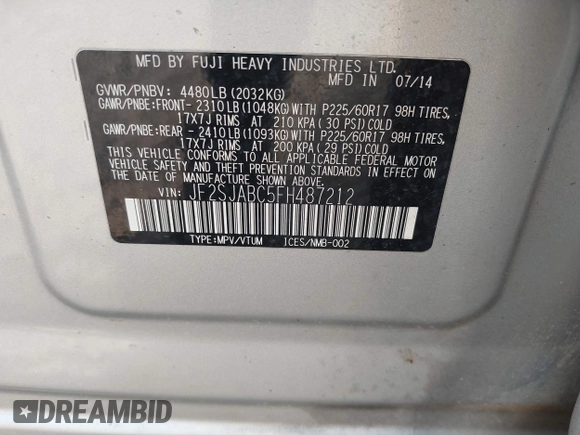 MFD BY FUJI HEAVY INDUSTRIES LTD.
MFD IN 07/14
GVWR/PNBV: 4480LB(2032KG)
GAWR/PNBE:FRONT- 2310LB(1048KG)WITH P225/60R17 98H TIRES,
17X7J RIMS AT 210 KPA(30 PSI)COLD
GAWR/PNBE:REAR - 2410LB(1093KG)WITH P225/60R17 98H TIRES,
17X7J RIMS AT 200 KPA(29 PSI)COLD
THIS VEHICLE CONFORMS TO ALL APPLICABLE FEDERAL MOTOR
VEHICLE SAFETY AND THEFT PREVENTION STANDARDS IN EFFECT ON
THE DATE OF MANUFACTURE SHOWN ABOVE.
VIN: JF2SJABC5FH487212
TYPE:MPV/VTUM ICES/NMB-002
DREAMBID